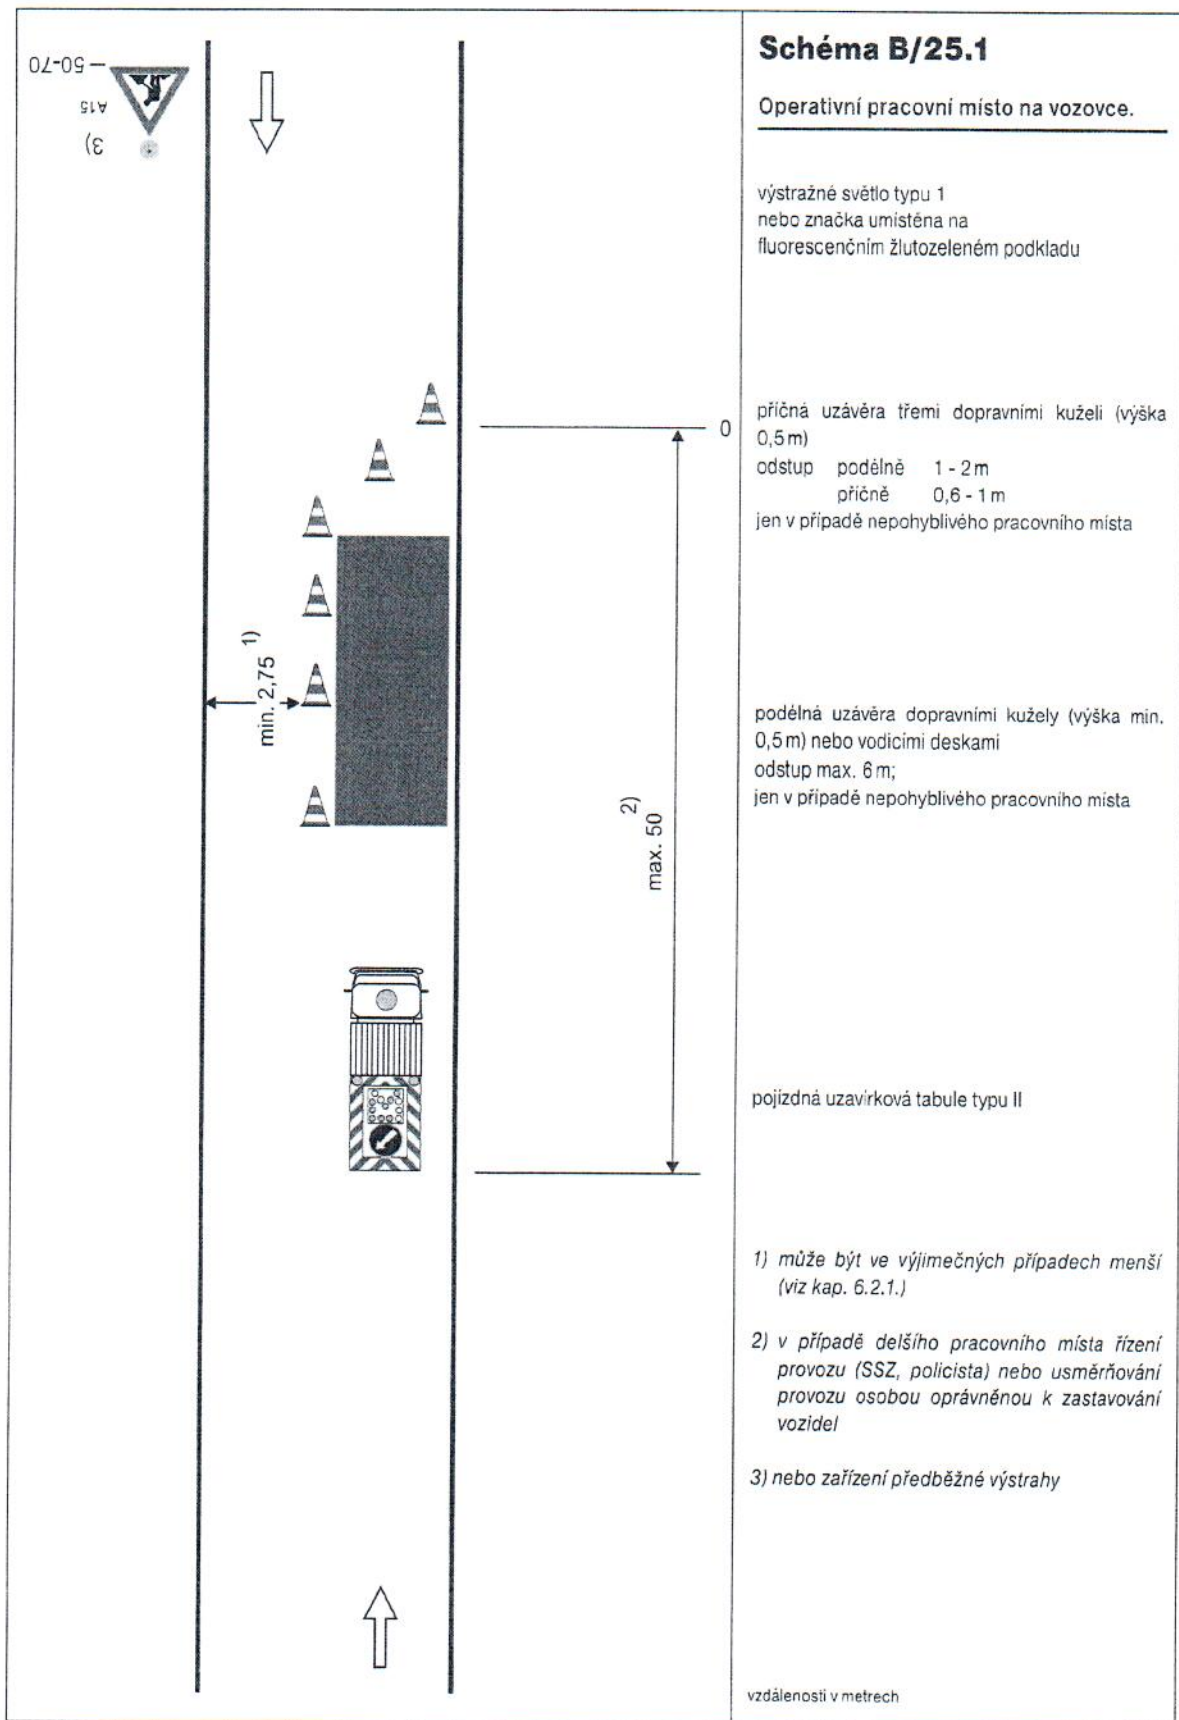 50-70
A15
3)
min. 2,75 1)
0
max. 50 2)
Schéma B/25.1
Operativní pracovní místo na vozovce.
výstražné světlo typu 1
nebo značka umístěna na
fluorescenčním žlutozeleném podkladu
příčná uzávěra třemi dopravními kuželi (výška
0,5 m)
odstup podélně 1 - 2 m
příčně 0,6 - 1 m
jen v případě nepohyblivého pracovního místa
podélná uzávěra dopravními kužely (výška min.
0,5 m) nebo vodicími deskami
odstup max. 6 m;
jen v případě nepohyblivého pracovního místa
pojízdná uzavírková tabule typu II
1) může být ve výjimečných případech menší
(viz kap. 6.2.1.)
2) v případě delšího pracovního místa řízení
provozu (SSZ, policista) nebo usměrňování
provozu osobou oprávněnou k zastavování
vozidel
3) nebo zařízení předběžné výstrahy
vzdálenosti v metrech